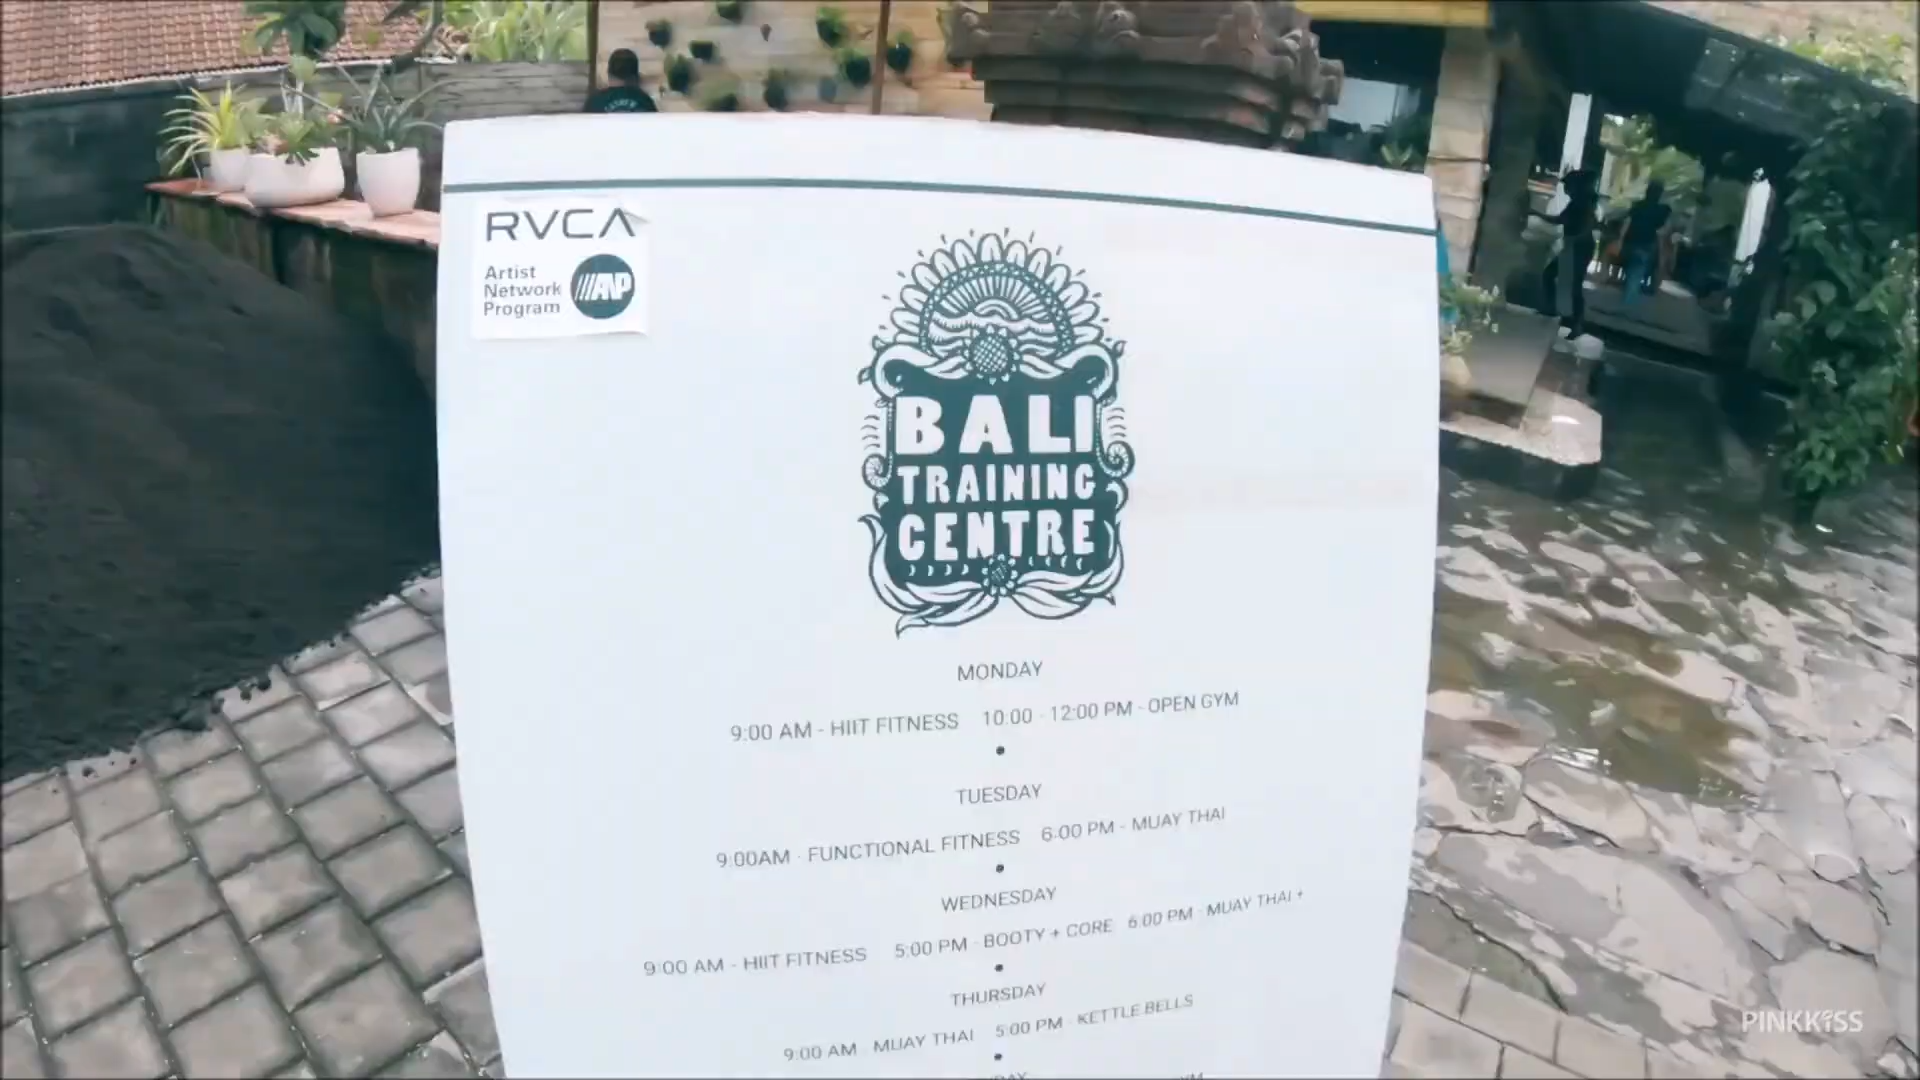 RVCA
Artist
Network
Program
ANP
BALI
TRAINING
CENTRE
MONDAY
9:00 AM - HIIT FITNESS 10:00 - 12:00 PM - OPEN GYM
TUESDAY
9:00AM - FUNCTIONAL FITNESS 6:00 PM - MUAY THAI
WEDNESDAY
9:00 AM - HIIT FITNESS 5:00 PM - BOOTY + CORE 6:00 PM - MUAY THAI +
THURSDAY
9:00 AM - MUAY THAI 5:00 PM - KETTLE BELLS
PINKKISS